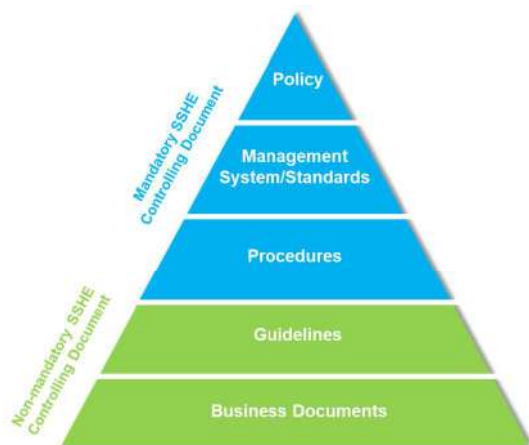 Policy
Mandatory SSHE
Controlling Document
Management
System/Standards
Procedures
Non-mandatory SSHE
Controlling Document
Guidelines
Business Documents